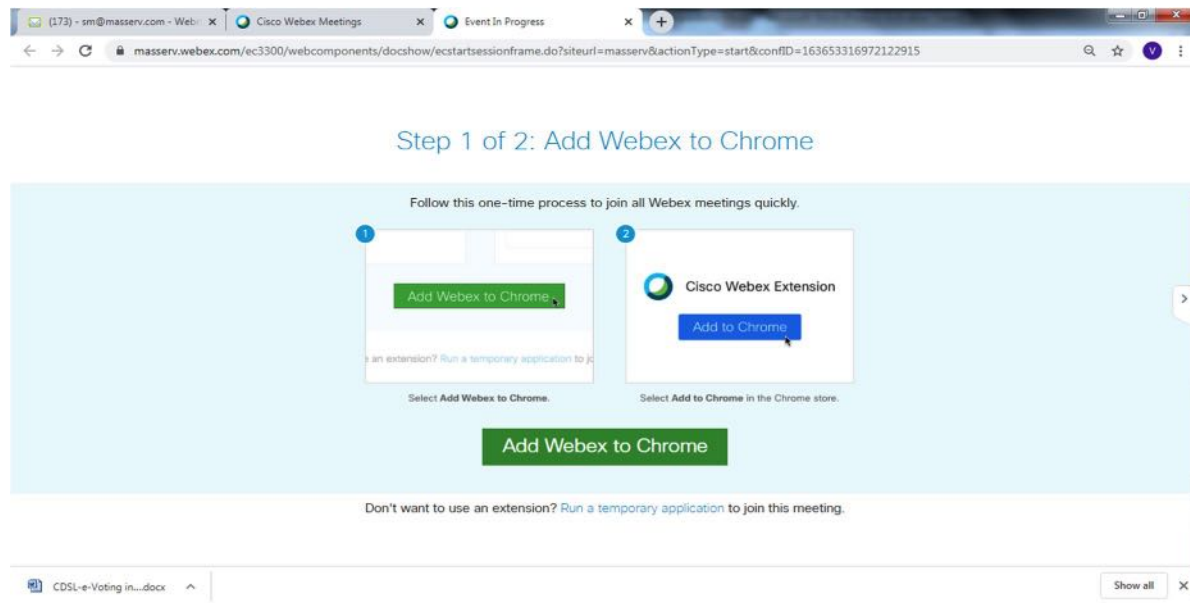 (173) - sm@masserv.com - Web
Cisco Webex Meetings
Event In Progress
masserv.webex.com/ec3300/webcomponents/docshow/ecstartsessionframe.do?siteurl=masserv&actionType=start&confID=163653316972122915
V
Step 1 of 2: Add Webex to Chrome
Follow this one-time process to join all Webex meetings quickly.
1
Add Webex to Chrome
an extension? Run a temporary application to jo
Select Add Webex to Chrome.
2
Cisco Webex Extension
Add to Chrome
Select Add to Chrome in the Chrome store.
Add Webex to Chrome
Don't want to use an extension? Run a temporary application to join this meeting.
CDSL-e-Voting in....docx
Show all